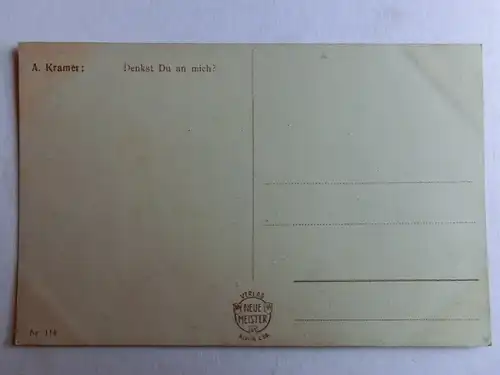 A. Kramer: Denkst Du an mich?
VERLAG
NEUE
MEISTER
Nr. 114